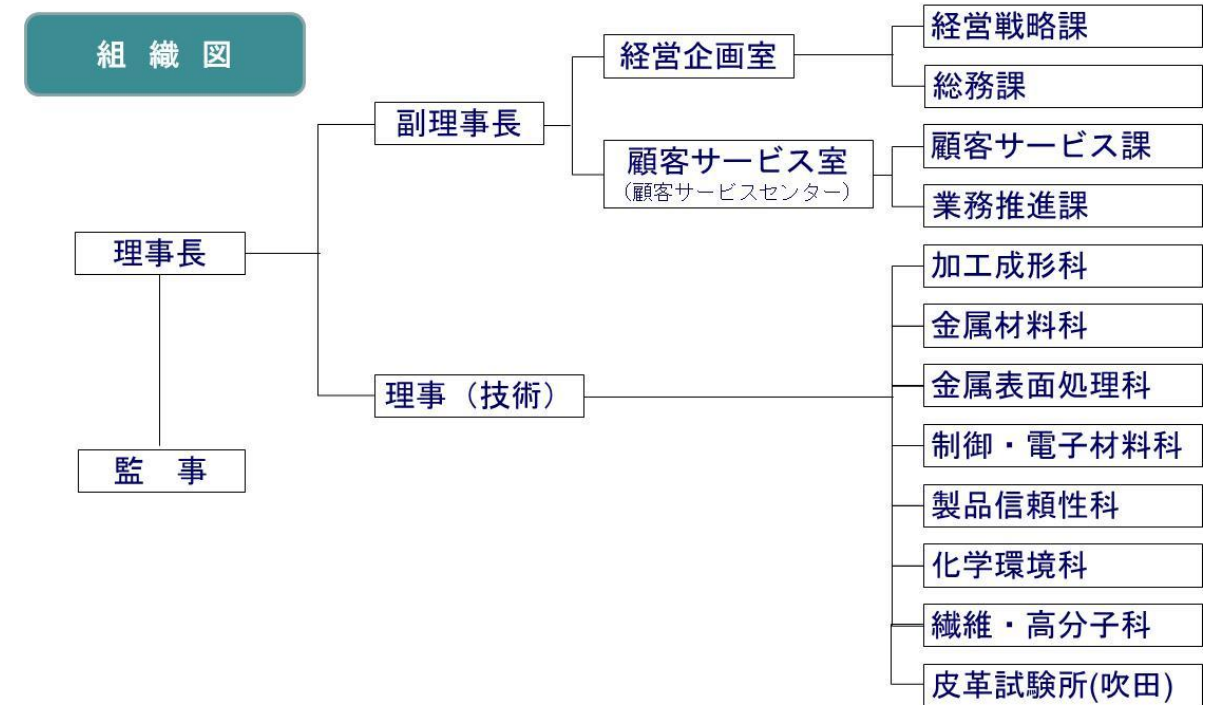 組 織 図
理事長
監　事
副理事長
理事（技術）
経営企画室
顧客サービス室
（顧客サービスセンター）
経営戦略課
総務課
顧客サービス課
業務推進課
加工成形科
金属材料科
金属表面処理科
制御・電子材料科
製品信頼性科
化学環境科
繊維・高分子科
皮革試験所(吹田)